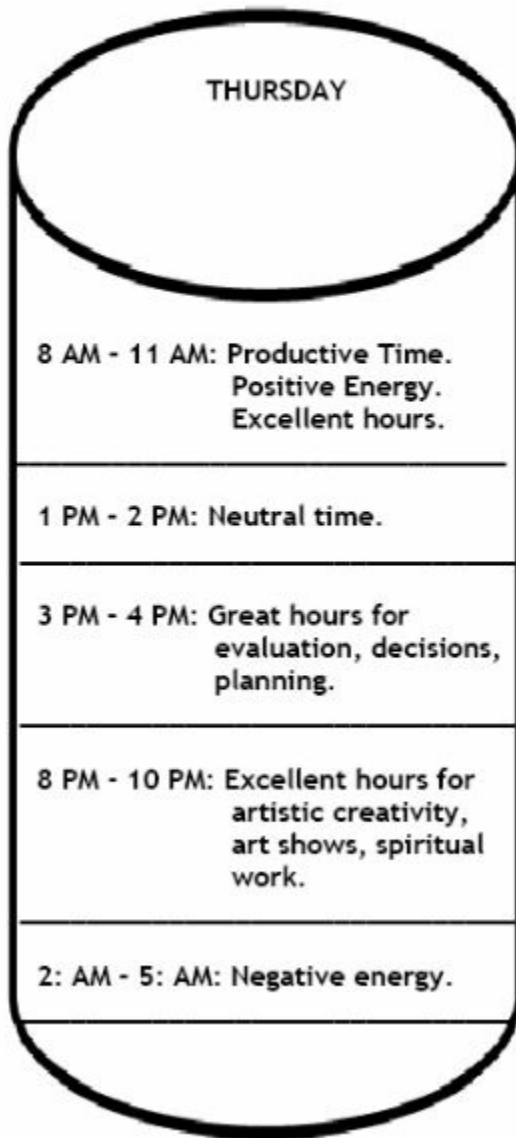 THURSDAY
8 AM - 11 AM: Productive Time.
Positive Energy.
Excellent hours.
1 PM - 2 PM: Neutral time.
3 PM - 4 PM: Great hours for
evaluation, decisions,
planning.
8 PM - 10 PM: Excellent hours for
artistic creativity,
art shows, spiritual
work.
2: AM - 5: AM: Negative energy.